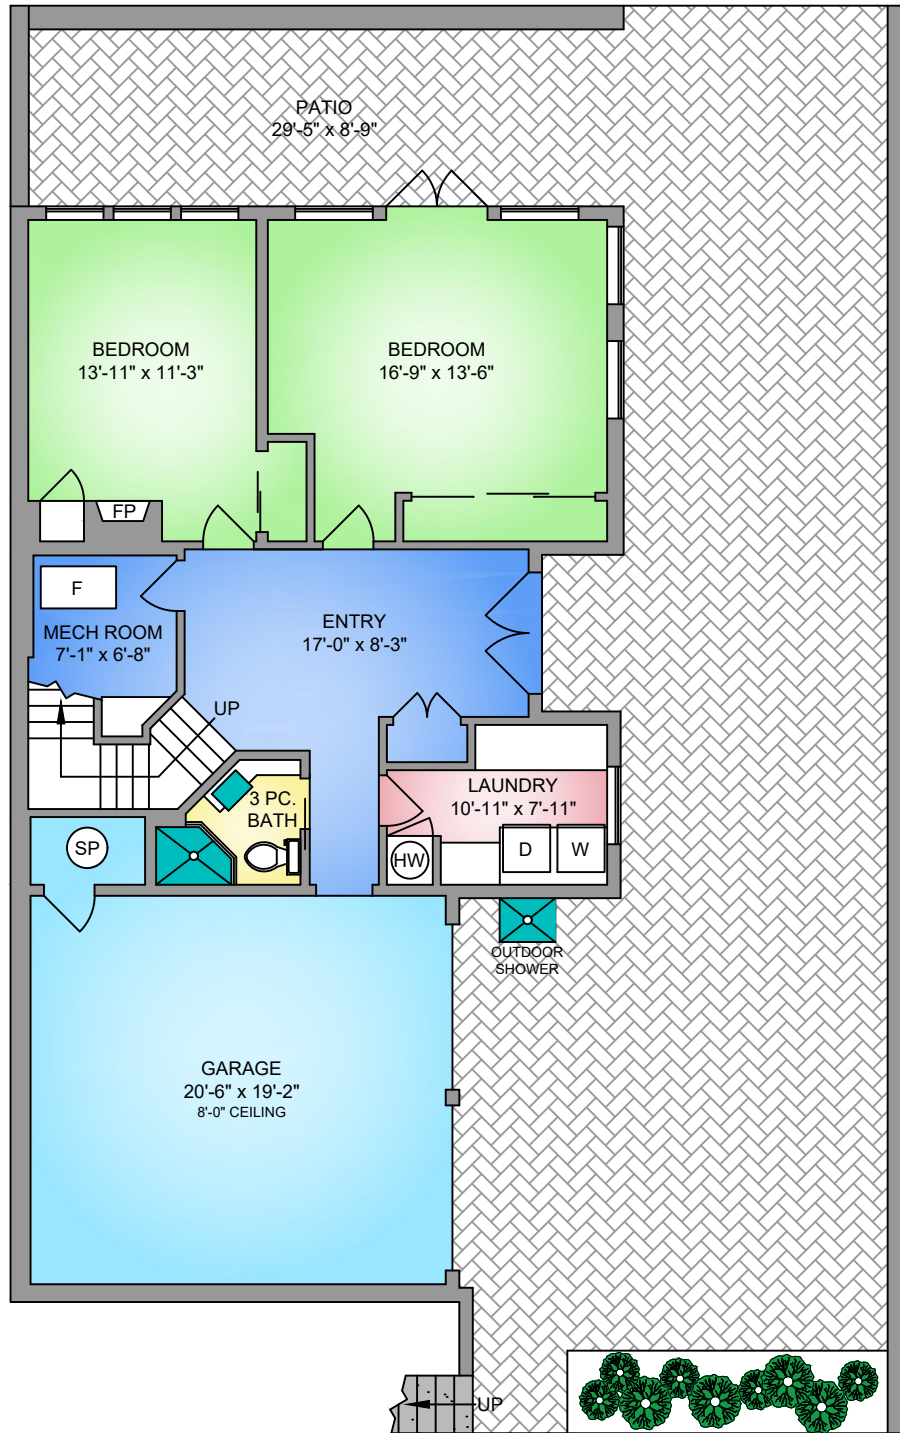 PATIO
29'-5" x 8'-9"
BEDROOM
13'-11" x 11'-3"
BEDROOM
16'-9" x 13'-6"
FP
F
MECH ROOM
7'-1" x 6'-8"
ENTRY
17'-0" x 8'-3"
UP
LAUNDRY
10'-11" x 7'-11"
3 PC.
BATH
SP
HW
D
W
OUTDOOR
SHOWER
GARAGE
20'-6" x 19'-2"
8'-0" CEILING
UP